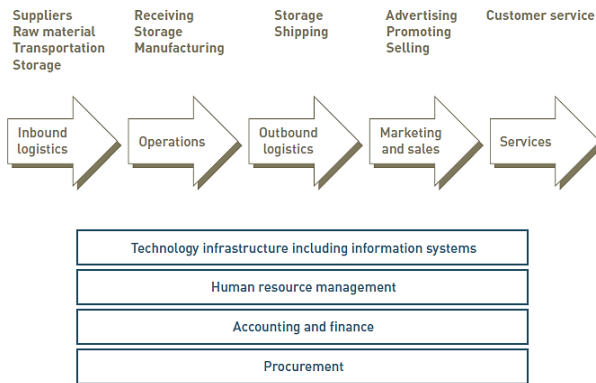 Suppliers
Raw material
Transportation
Storage
Receiving
Storage
Manufacturing
Storage
Shipping
Advertising
Promoting
Selling
Customer service
Inbound
logistics
Operations
Outbound
logistics
Marketing
and sales
Services
Technology infrastructure including information systems
Human resource management
Accounting and finance
Procurement